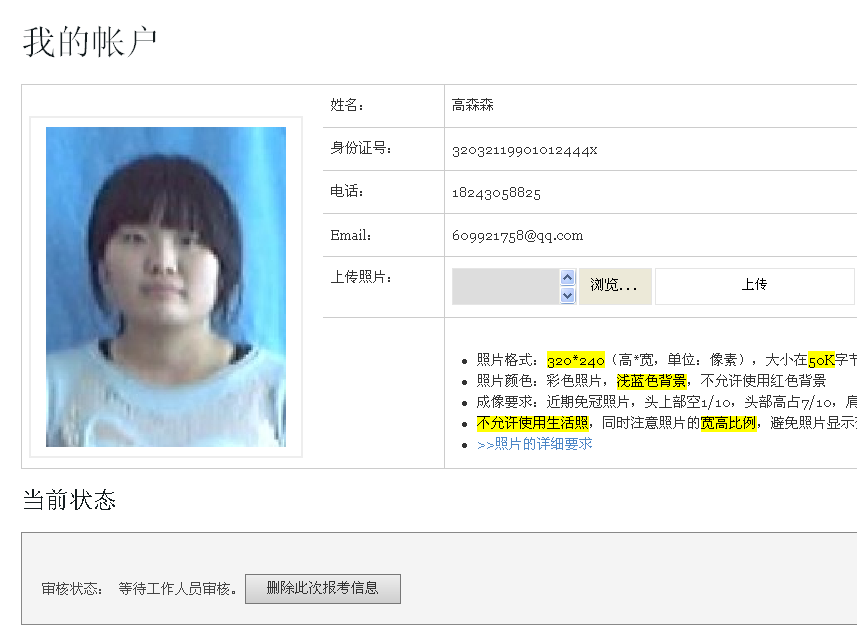 我的帐户
姓名： 高森森
身份证号： 32032119901012444x
电话： 18243058825
Email: 609921758@qq.com
上传照片： 浏览... 上传
照片格式：320*240（高*宽，单位：像素），大小在50K字节
照片颜色：彩色照片，浅蓝色背景，不允许使用红色背景
成像要求：近期免冠照片，头上部空1/10，头部高占7/10，肩
不允许使用生活照，同时注意照片的宽高比例，避免照片显示
>>照片的详细要求
当前状态
审核状态： 等待工作人员审核。 删除此次报考信息